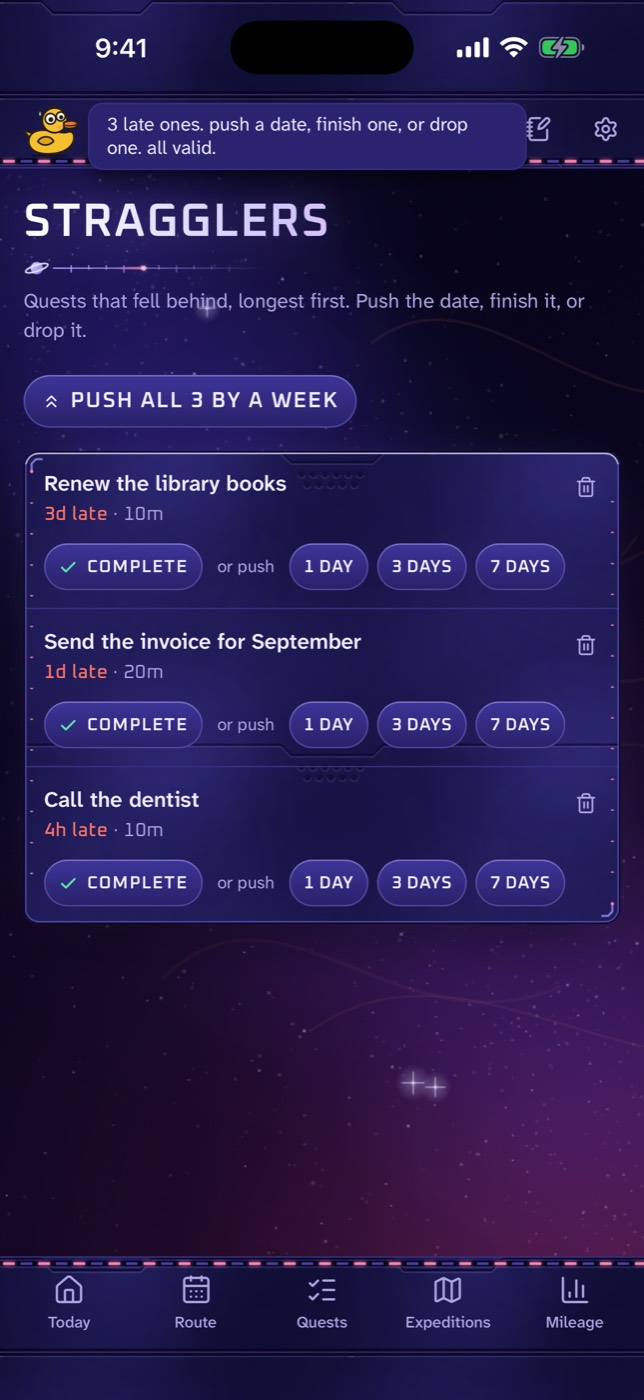 9:41
3 late ones. push a date, finish one, or drop
one. all valid.
STRAGGLERS
Quests that fell behind, longest first. Push the date, finish it, or
drop it.
PUSH ALL 3 BY A WEEK
Renew the library books
3d late · 10m
COMPLETE or push 1 DAY 3 DAYS 7 DAYS
Send the invoice for September
1d late · 20m
COMPLETE or push 1 DAY 3 DAYS 7 DAYS
Call the dentist
4h late · 10m
COMPLETE or push 1 DAY 3 DAYS 7 DAYS
Today Route Quests Expeditions Mileage